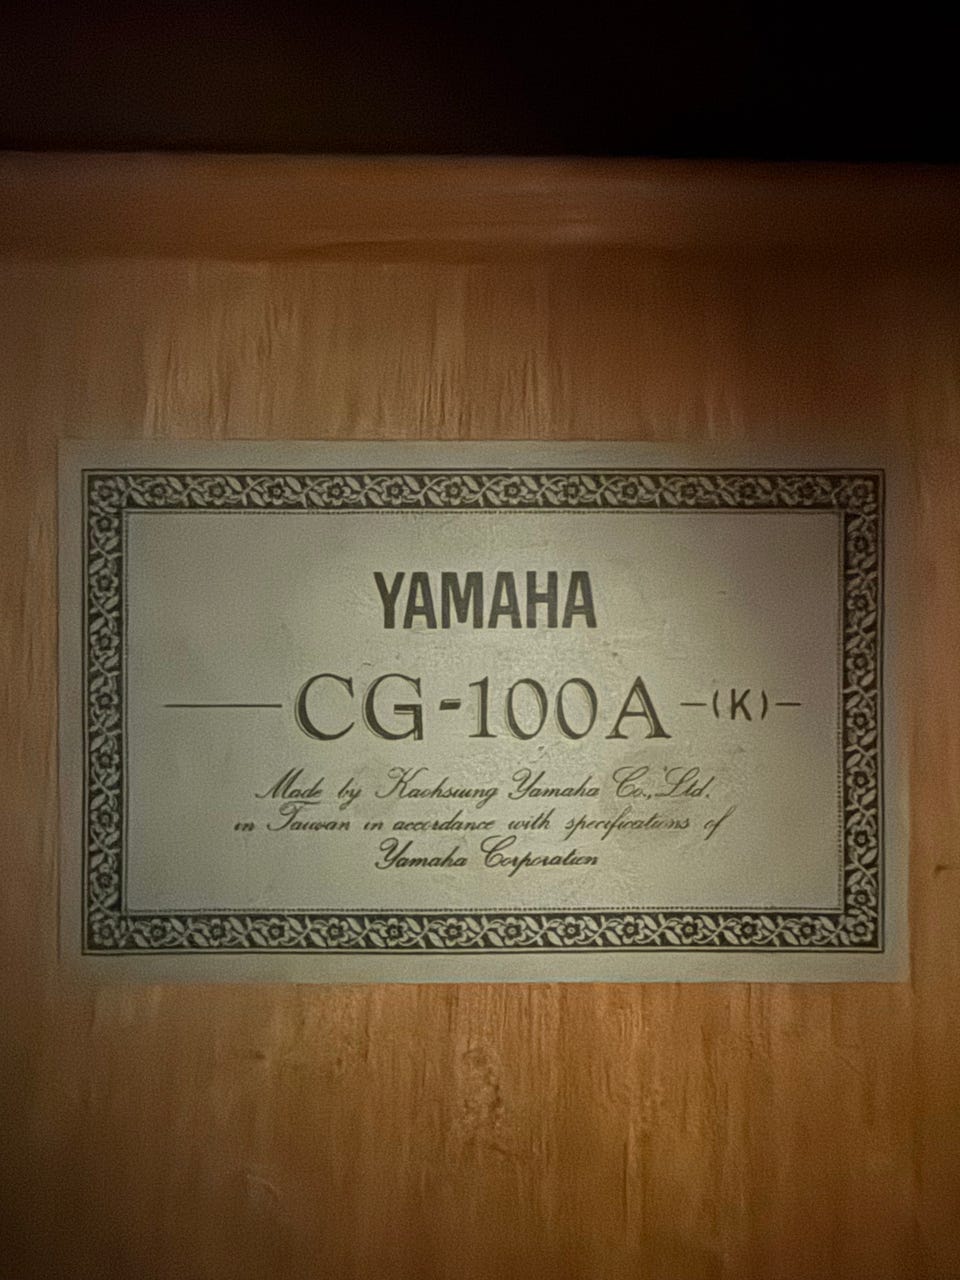 YAMAHA
CG-100A-(K)-
Made by Kaohsiung Yamaha Co., Ltd.
in Taiwan in accordance with specifications of
Yamaha Corporation